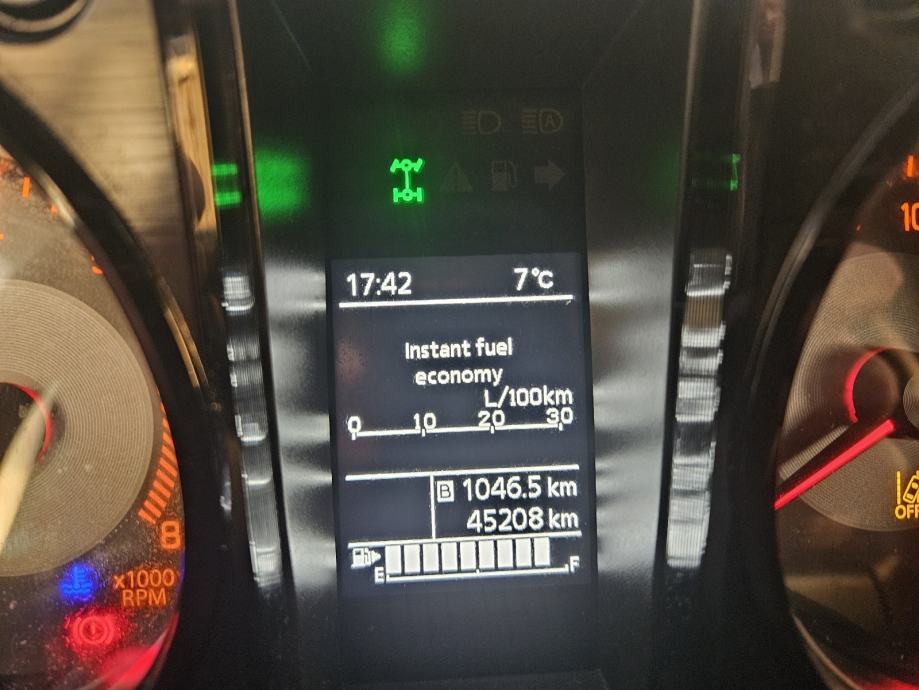 17:42 7°C
Instant fuel
economy
L/100km
0 10 20 30
B 1046.5 km
45208 km
E F
8
x1000
RPM
10
OFF
A